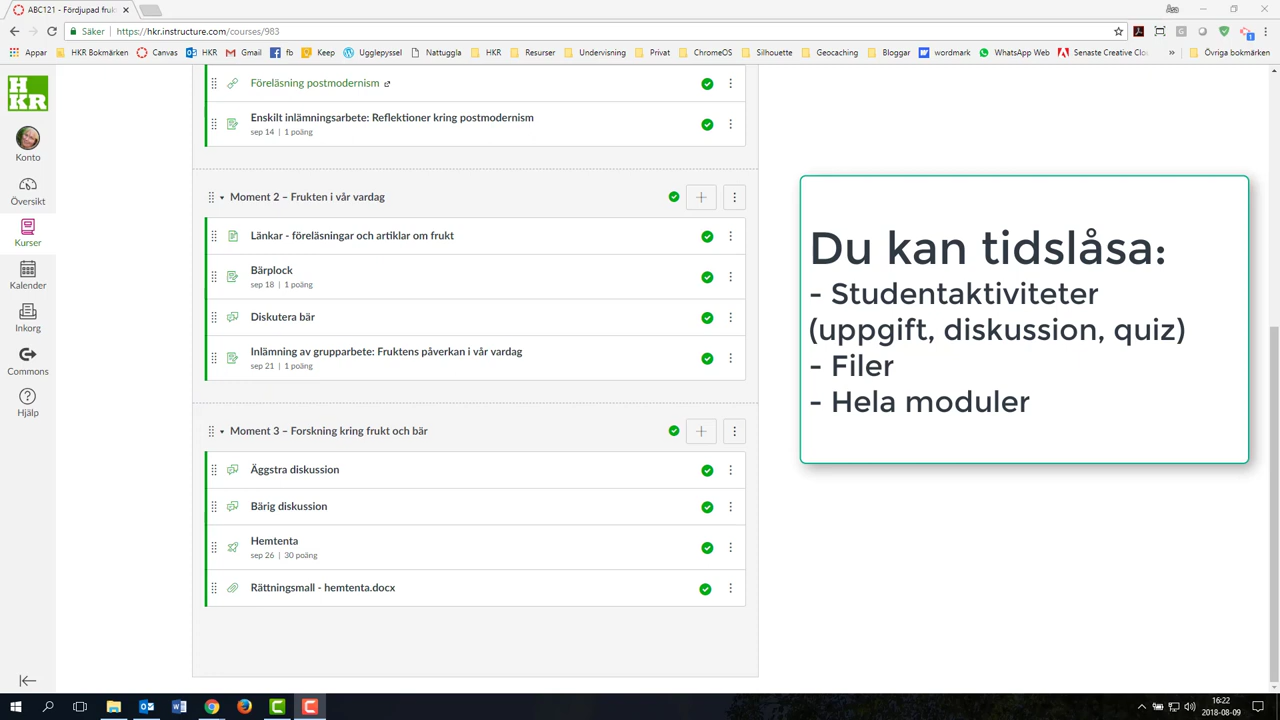 ABC121 - Fördjupad fruk
Säker
https://hkr.instructure.com/courses/983
Appar
HKR Bokmärken
Canvas
HKR
Gmail
fb
Keep
Ugglepyssel
Nattuggla
HKR
Resurser
Undervisning
Privat
ChromeOS
Silhouette
Geocaching
Bloggar
wordmark
WhatsApp Web
Senaste Creative Clo
»
Övriga bokmärken
HKR
Konto
Översikt
Kurser
Kalender
Inkorg
Commons
Hjälp
Föreläsning postmodernism
Enskilt inlämningsarbete: Reflektioner kring postmodernism
sep 14 | 1 poäng
Moment 2 – Frukten i vår vardag
Länkar - föreläsningar och artiklar om frukt
Bärplock
sep 18 | 1 poäng
Diskutera bär
Inlämning av grupparbete: Fruktens påverkan i vår vardag
sep 21 | 1 poäng
Moment 3 – Forskning kring frukt och bär
Äggstra diskussion
Bärig diskussion
Hemtenta
sep 26 | 30 poäng
Rättningsmall - hemtenta.docx
Du kan tidslåsa:
- Studentaktiviteter
(uppgift, diskussion, quiz)
- Filer
- Hela moduler
16:22
2018-08-09